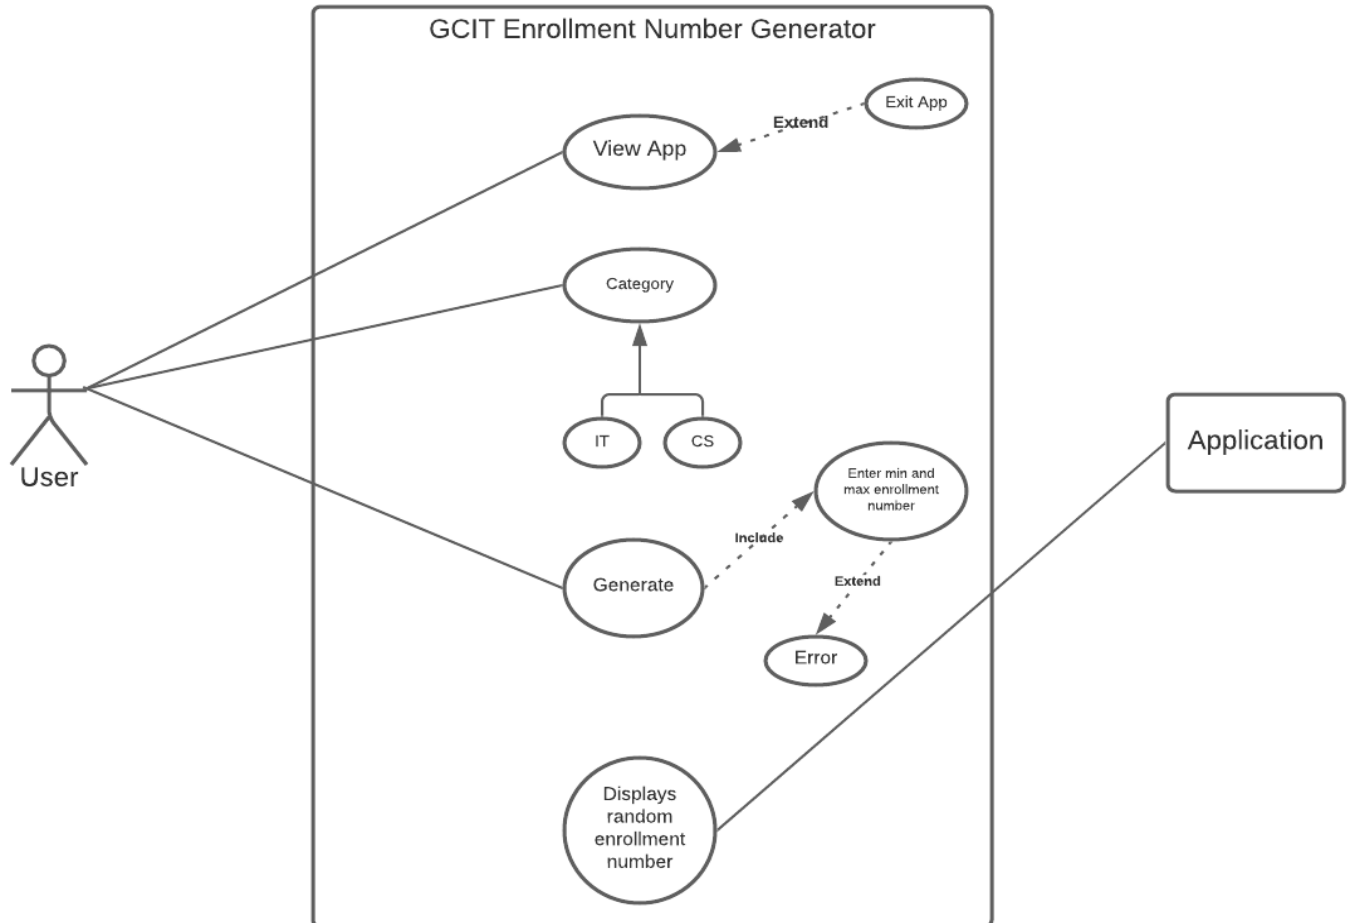 GCIT Enrollment Number Generator
Exit App
Extend
View App
Category
IT
CS
Application
User
Enter min and
max enrollment
number
Include
Extend
Generate
Error
Displays
random
enrollment
number